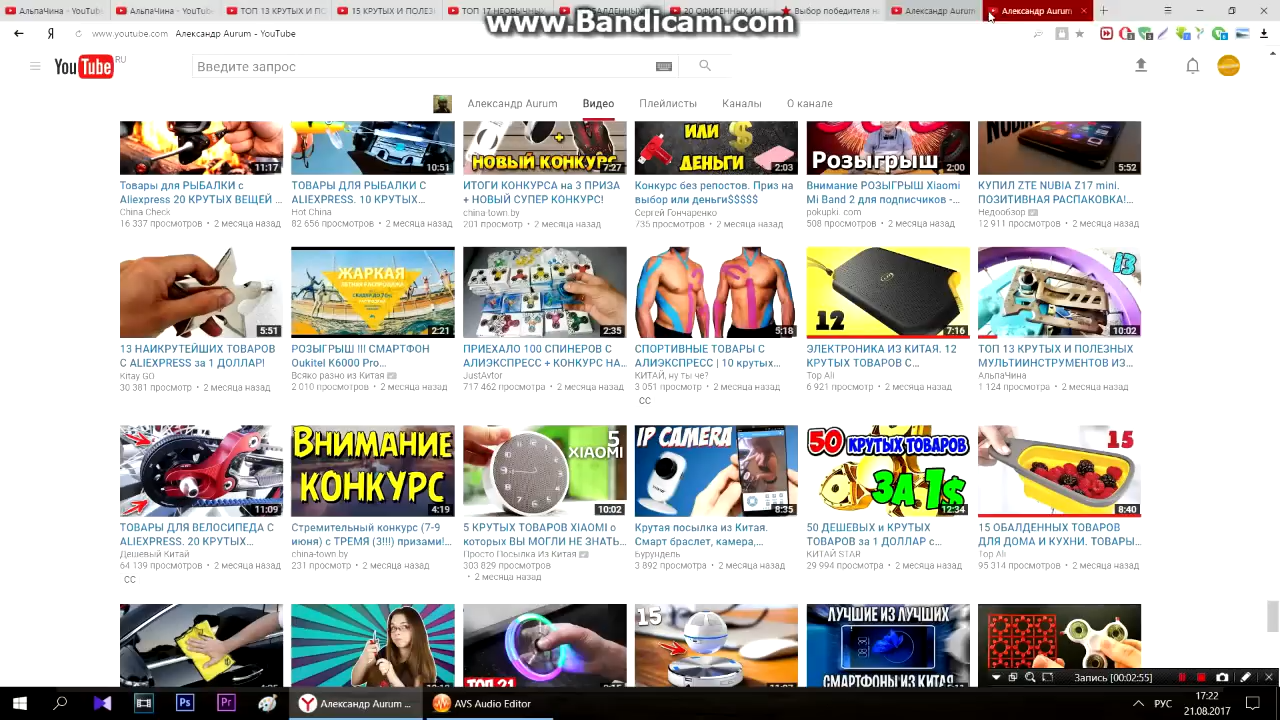 www.Bandicam.com
ТОВАРЫ Д
КРУТЫХ И
ТОП 13 КРУТЫХ
15 КРУТЫХ И ПОЛЕЗ
ТОП 17 НЕОБЫЧНЫХ
20 ОФИГЕННЫХ И
Выбор победителя н
Александр Aurum
Александр Aurum
www.youtube.com Александр Aurum - YouTube
YouTube RU
Введите запрос
Александр Aurum Видео Плейлисты Каналы О канале
11:17
10:51
НОВЫЙ КОНКУРС
7:27
ИЛИ
ДЕНЬГИ
2:03
Розыгрыш
2:00
5:52
Товары для РЫБАЛКИ с
Aliexpress 20 КРУТЫХ ВЕЩЕЙ ...
China Check
16 337 просмотров • 2 месяца назад
ТОВАРЫ ДЛЯ РЫБАЛКИ С
ALIEXPRESS. 10 КРУТЫХ...
Hot China
82 656 просмотров • 2 месяца назад
ИТОГИ КОНКУРСА на 3 ПРИЗА
+ НОВЫЙ СУПЕР КОНКУРС!
china-town.by
201 просмотр • 2 месяца назад
Конкурс без репостов. Приз на
выбор или деньги$$$$$
Сергей Гончаренко
735 просмотров • 2 месяца назад
Внимание РОЗЫГРЫШ Xiaomi
Mi Band 2 для подписчиков -...
pokupki. com
508 просмотров • 2 месяца назад
КУПИЛ ZTE NUBIA Z17 mini.
ПОЗИТИВНАЯ РАСПАКОВКА!...
Недообзор
12 911 просмотров • 2 месяца назад
5:51
ЖАРКАЯ
ЛЕТНЯЯ РАСПРОДАЖА
2:21
2:35
5:18
12
7:16
13
10:02
13 НАИКРУТЕЙШИХ ТОВАРОВ
С ALIEXPRESS за 1 ДОЛЛАР!
Kitay GO
30 381 просмотр • 2 месяца назад
РОЗЫГРЫШ !!! СМАРТФОН
Oukitel K6000 Pro...
Всяко разно из Китая
2 010 просмотров • 2 месяца назад
ПРИЕХАЛО 100 СПИНЕРОВ С
АЛИЭКСПРЕСС + КОНКУРС НА...
JustAvtor
717 462 просмотра • 2 месяца назад
СПОРТИВНЫЕ ТОВАРЫ С
АЛИЭКСПРЕСС | 10 крутых...
КИТАЙ, ну ты че?
3 051 просмотр • 2 месяца назад
CC
ЭЛЕКТРОНИКА ИЗ КИТАЯ. 12
КРУТЫХ ТОВАРОВ С...
Top Ali
6 921 просмотр • 2 месяца назад
ТОП 13 КРУТЫХ И ПОЛЕЗНЫХ
МУЛЬТИИНСТРУМЕНТОВ ИЗ...
АльпаЧина
1 124 просмотра • 2 месяца назад
11:09
ВНИМАНИЕ
КОНКУРС
4:19
5
XIAOMI
10:02
IP CAMERA
8:35
50 КРУТЫХ ТОВАРОВ
ЗА 1$
12:34
15
8:40
ТОВАРЫ ДЛЯ ВЕЛОСИПЕДА С
ALIEXPRESS. 20 КРУТЫХ...
Дешевый Китай
64 139 просмотров • 2 месяца назад
CC
Стремительный конкурс (7-9
июня) с ТРЕМЯ (3!!!) призами!...
china-town.by
231 просмотр • 2 месяца назад
5 КРУТЫХ ТОВАРОВ XIAOMI о
которых ВЫ МОГЛИ НЕ ЗНАТЬ...
Просто Посылка Из Китая
303 829 просмотров
• 2 месяца назад
Крутая посылка из Китая.
Смарт браслет, камера,...
Бурундель
3 892 просмотра • 2 месяца назад
50 ДЕШЕВЫХ и КРУТЫХ
ТОВАРОВ за 1 ДОЛЛАР с...
КИТАЙ STAR
29 994 просмотра • 2 месяца назад
15 ОБАЛДЕННЫХ ТОВАРОВ
ДЛЯ ДОМА И КУХНИ. ТОВАРЫ...
Top Ali
95 314 просмотров • 2 месяца назад
ТОП 21
15
ЛУЧШИЕ ИЗ ЛУЧШИХ
СМАРТФОНЫ ИЗ КИТАЯ
Запись [00:02:55]
Александр Aurum ...
AVS Audio Editor
РУС
17:22
21.08.2017